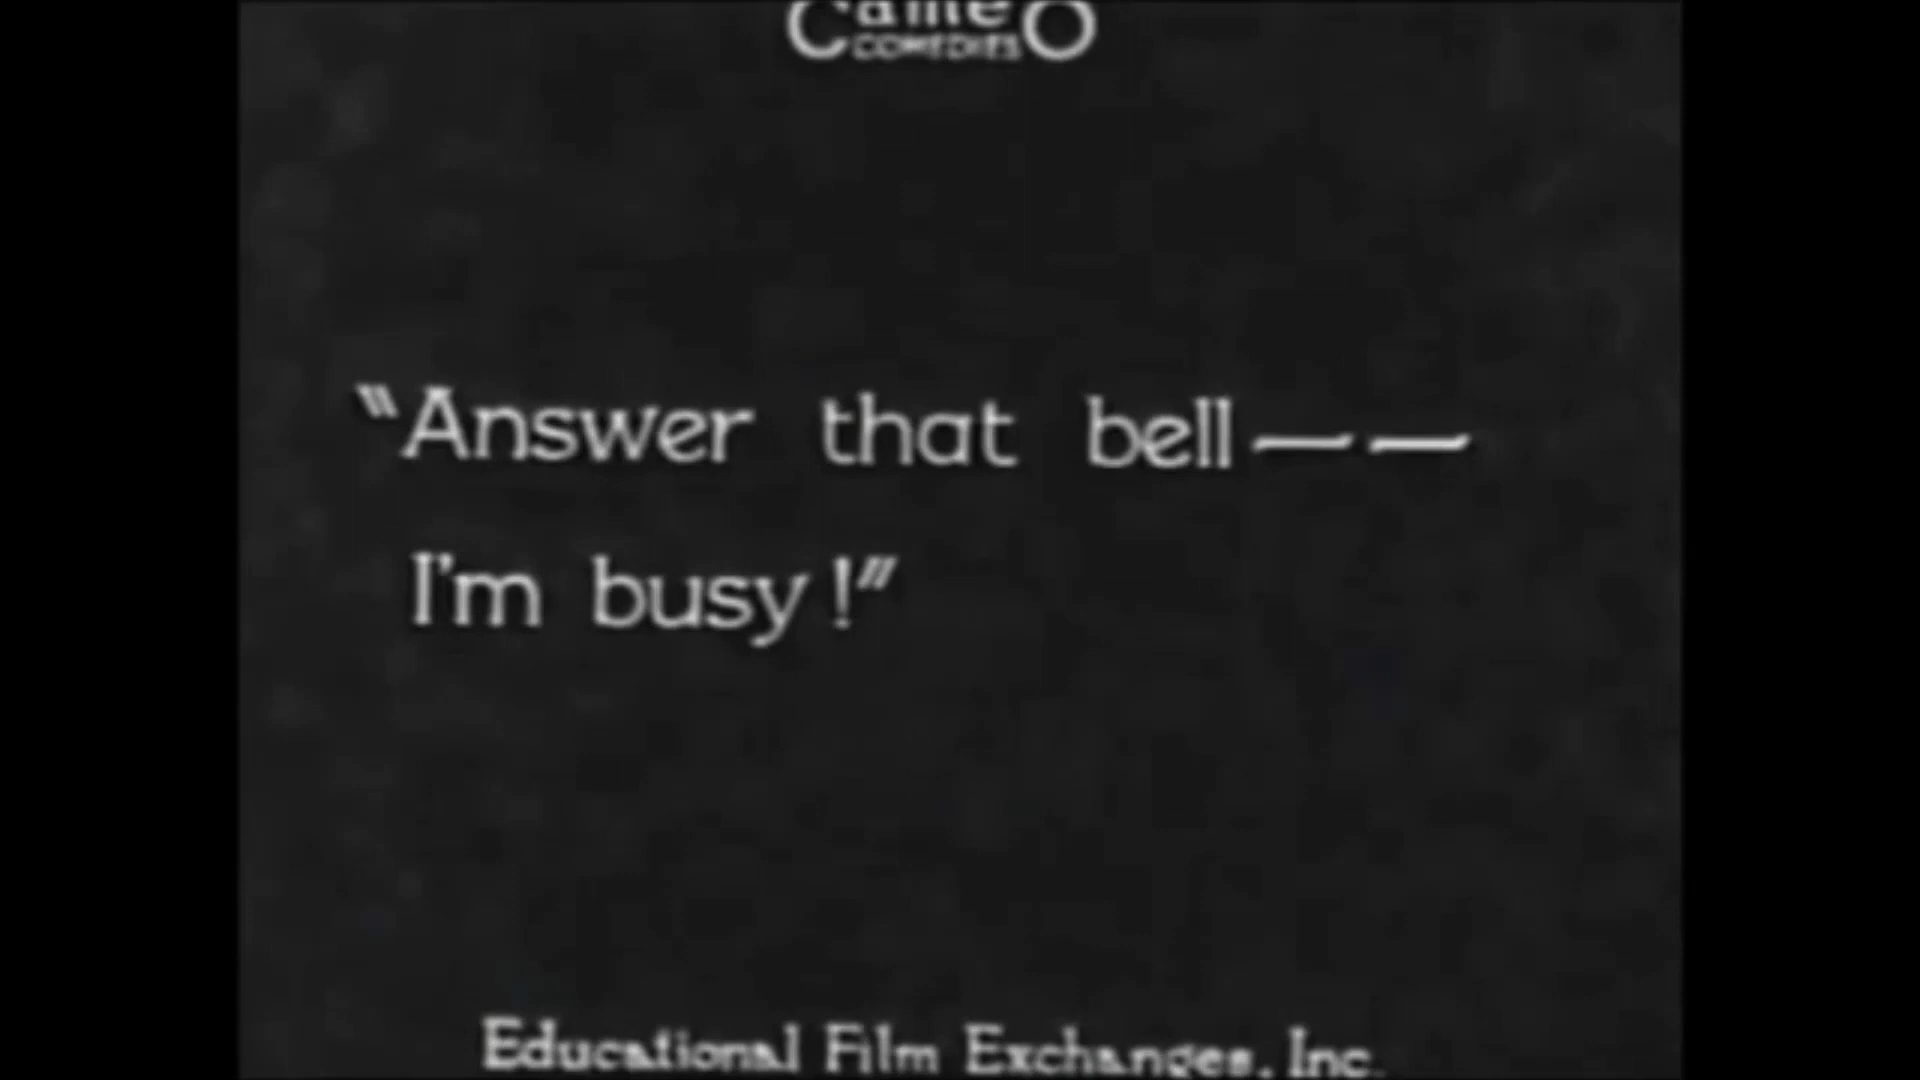 CameO
COMEDIES
"Answer that bell——
I'm busy!"
Educational Film Exchanges, Inc.